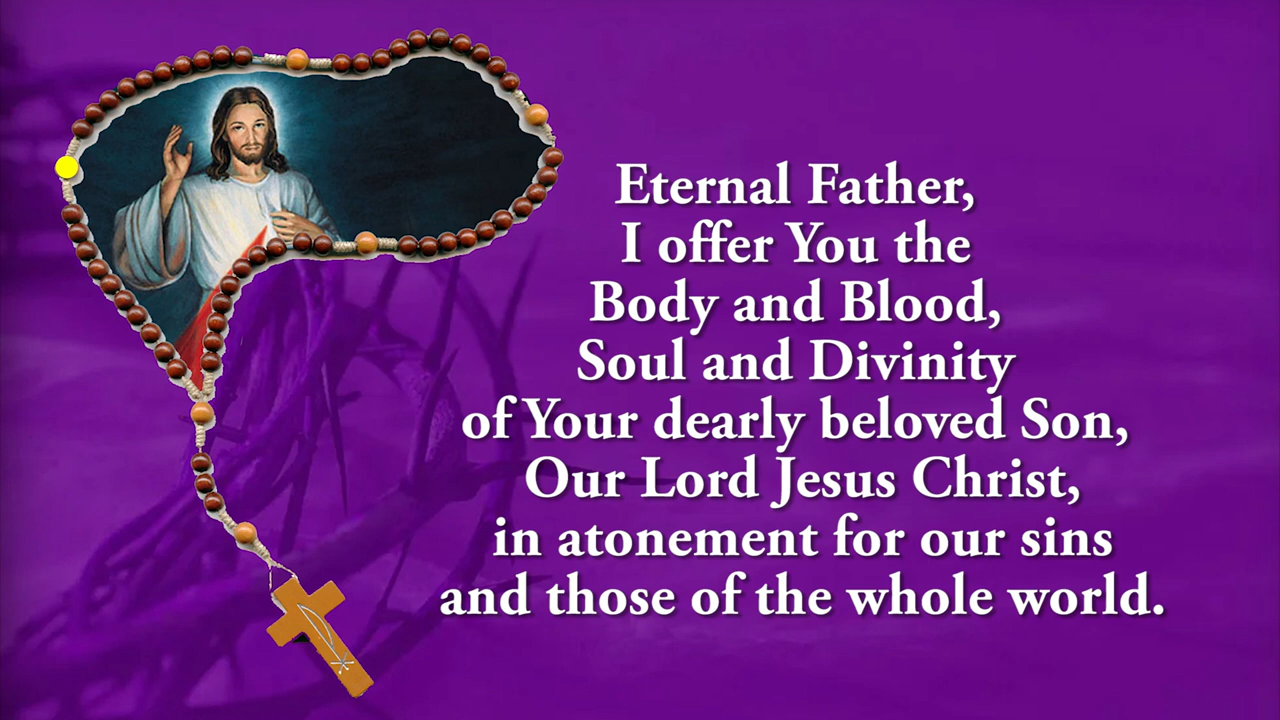 Eternal Father,
I offer You the
Body and Blood,
Soul and Divinity
of Your dearly beloved Son,
Our Lord Jesus Christ,
in atonement for our sins
and those of the whole world.